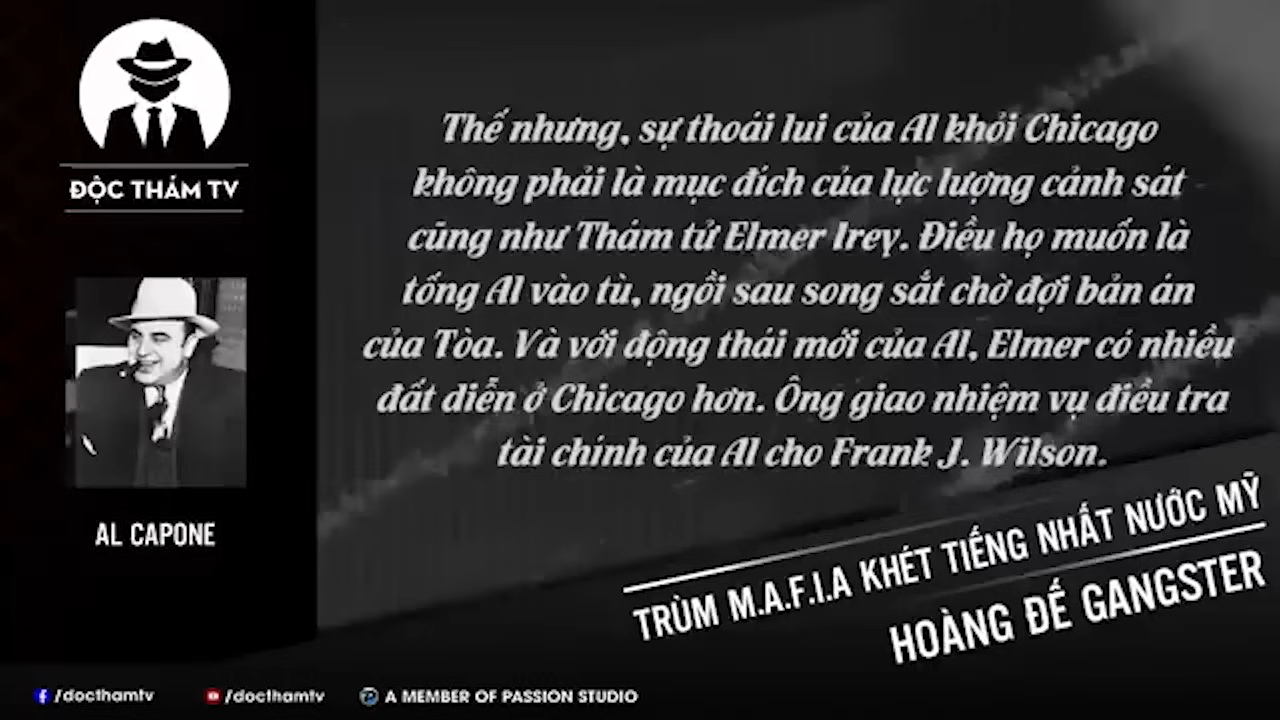 ĐỘC THÁM TV
AL CAPONE
Thế nhưng, sự thoái lui của Al khỏi Chicago
không phải là mục đích của lực lượng cảnh sát
cũng như Thám tử Elmer Irey. Điều họ muốn là
tống Al vào tù, ngồi sau song sắt chờ đợi bản án
của Tòa. Và với động thái mới của Al, Elmer có nhiều
đất diễn ở Chicago hơn. Ông giao nhiệm vụ điều tra
tài chính của Al cho Frank J. Wilson.
TRÙM M.A.F.I.A KHÉT TIẾNG NHẤT NƯỚC MỸ
HOÀNG ĐẾ GANGSTER
/docthamtv
/docthamtv
A MEMBER OF PASSION STUDIO